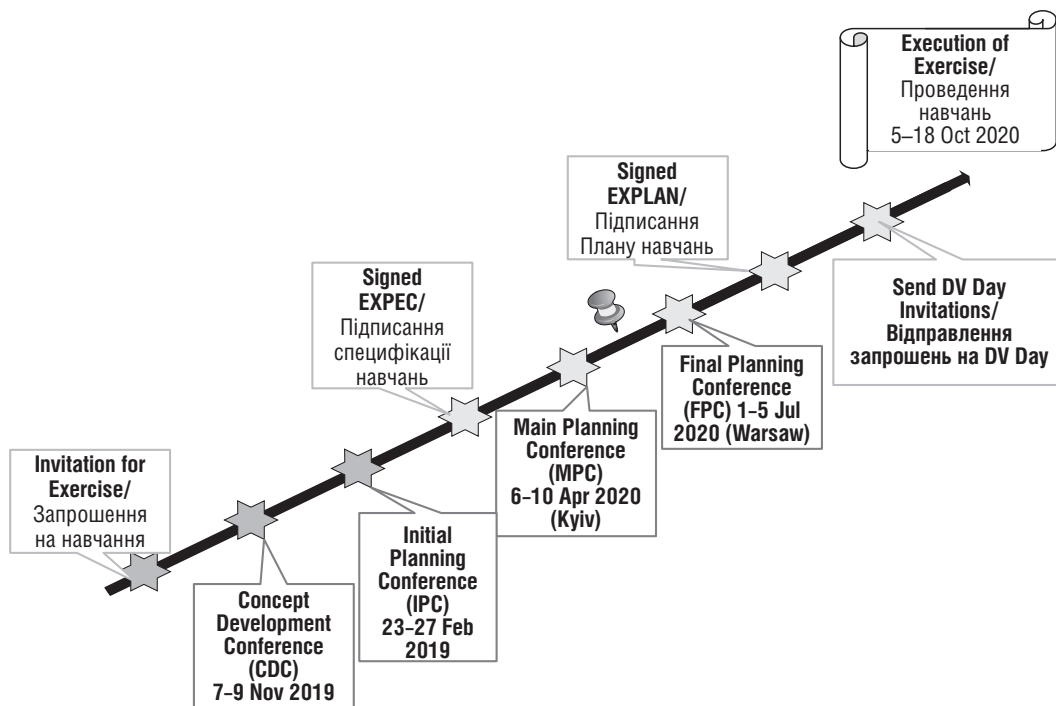 Invitation for
Exercise/
Запрошення
на навчання
Concept
Development
Conference
(CDC)
7–9 Nov 2019
Initial
Planning
Conference
(IPC)
23–27 Feb
2019
Signed
EXPEC/
Підписання
специфікації
навчань
Main Planning
Conference
(MPC)
6–10 Apr 2020
(Kyiv)
Final Planning
Conference
(FPC) 1–5 Jul
2020 (Warsaw)
Signed
EXPLAN/
Підписання
Плану навчань
Send DV Day
Invitations/
Відправлення
запрошень на DV Day
Execution of
Exercise/
Проведення
навчань
5–18 Oct 2020